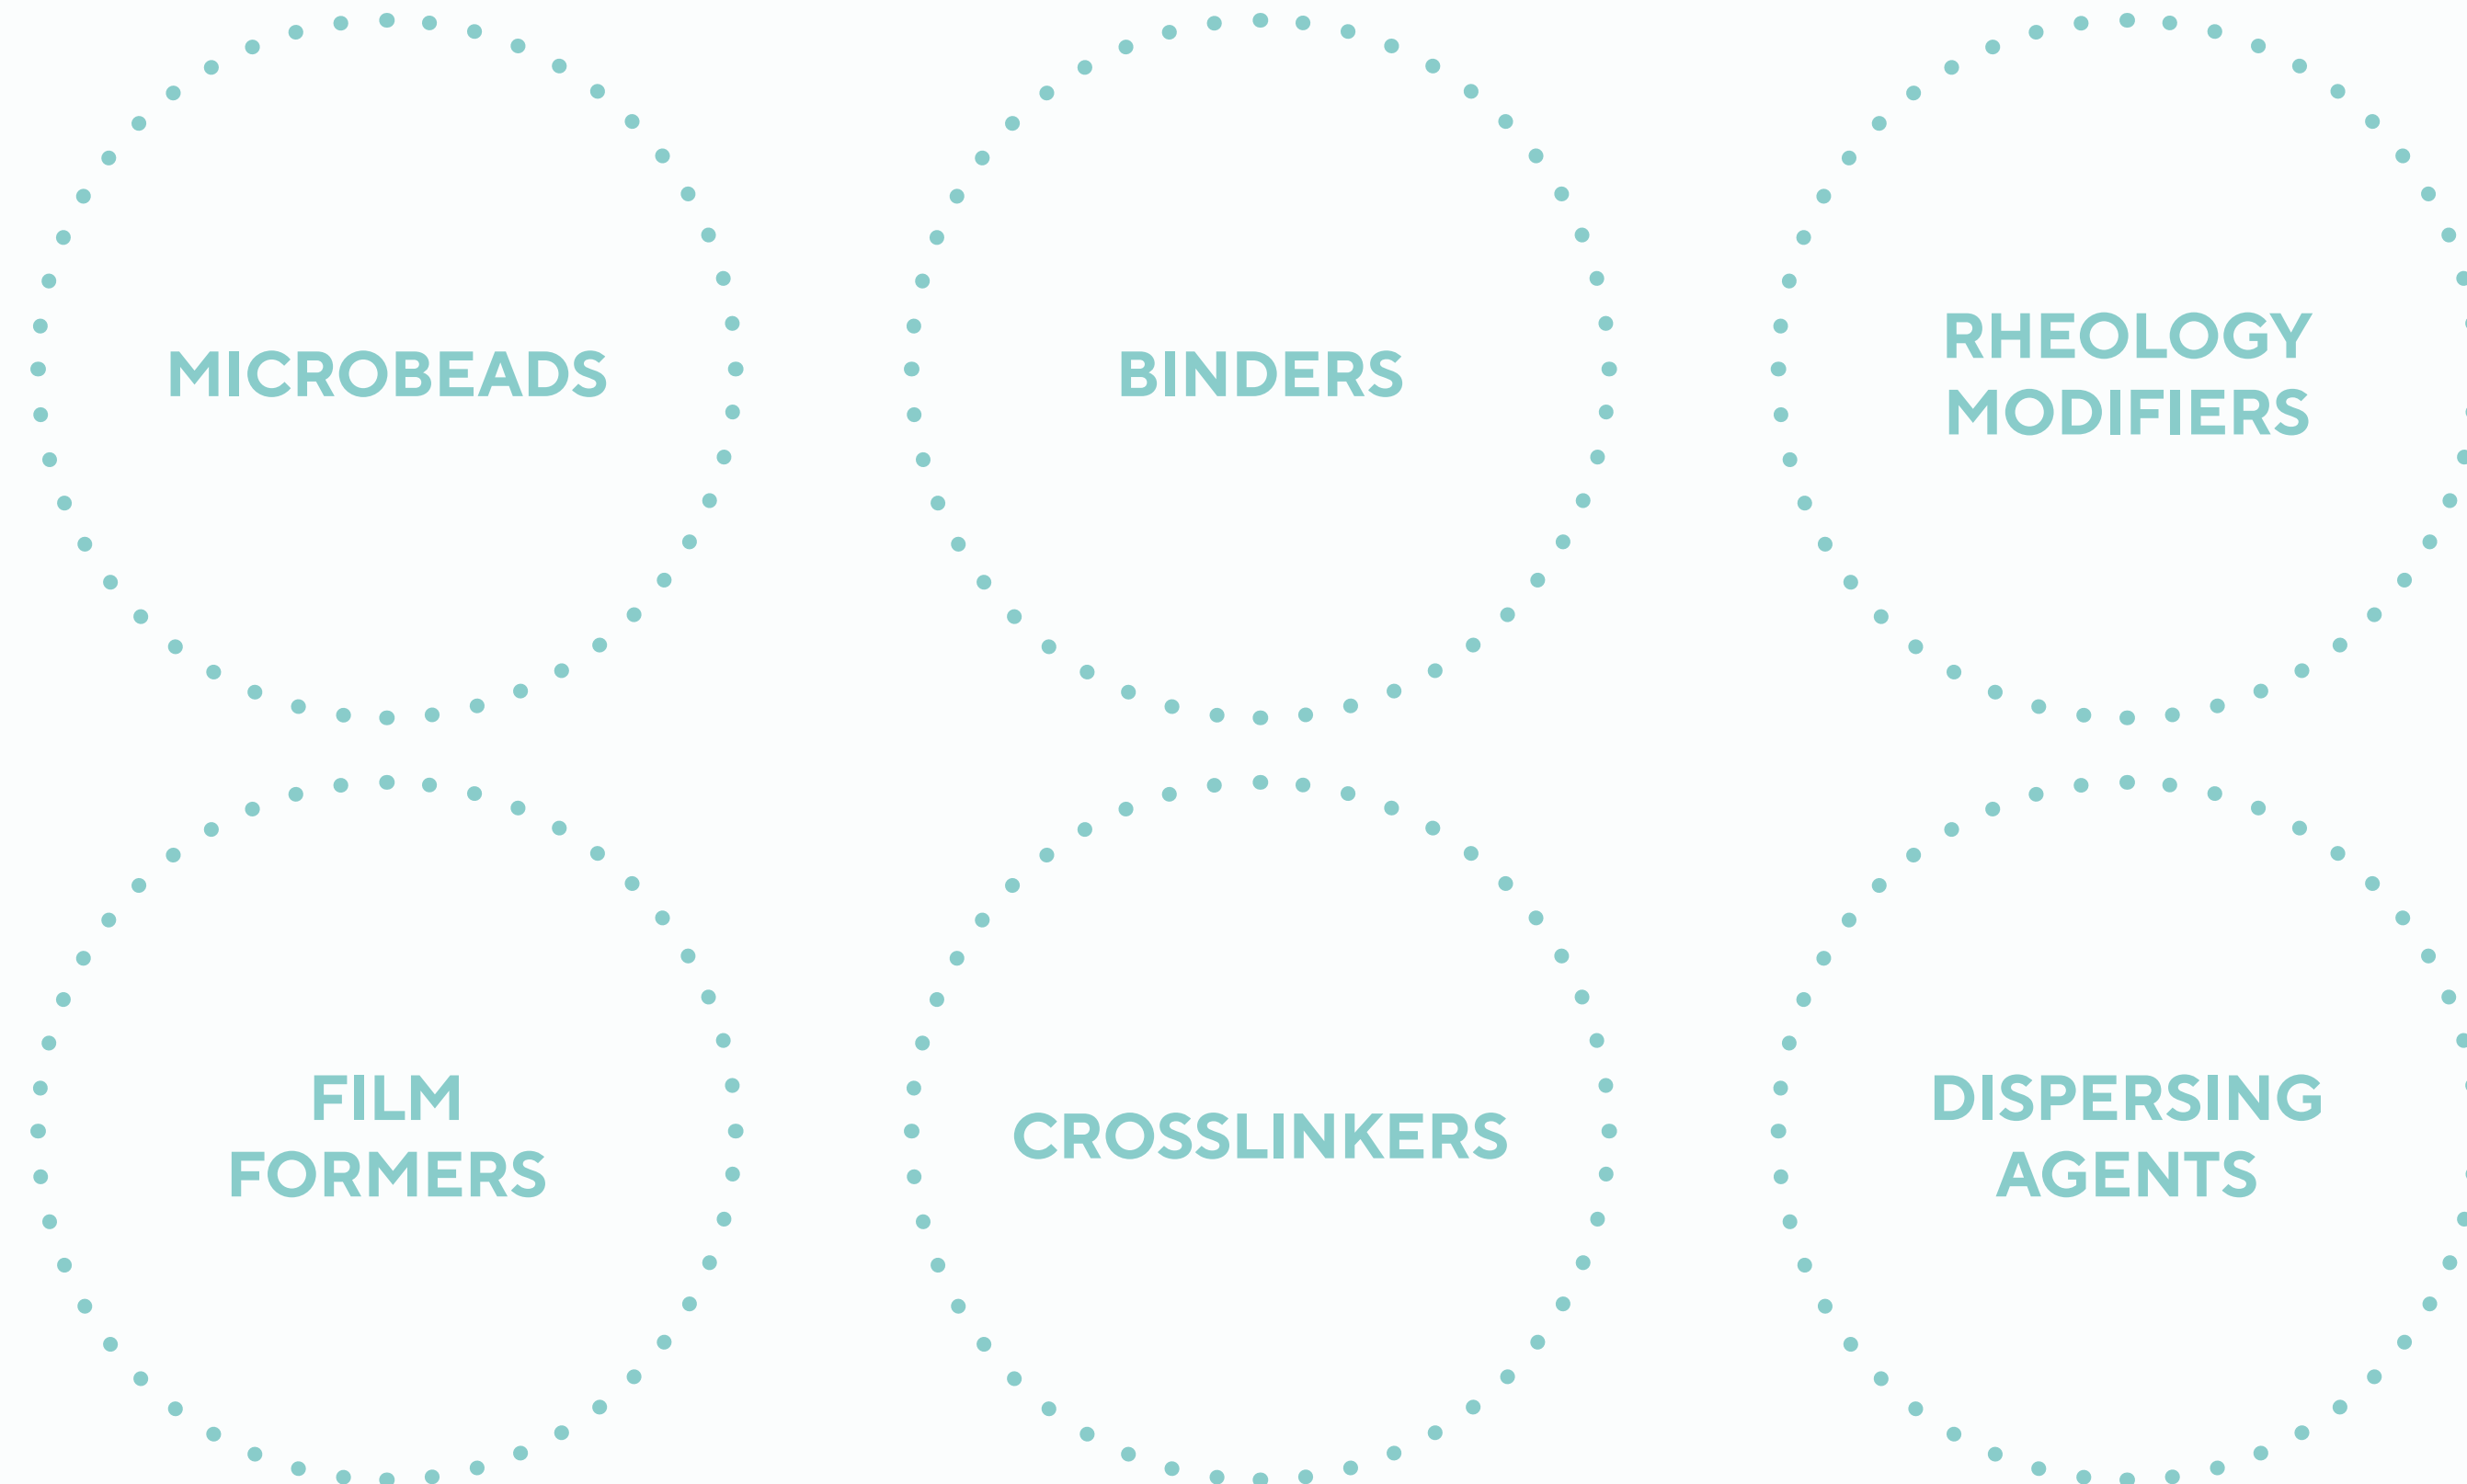 MICROBEADS
BINDERS
RHEOLOGY
MODIFIERS
FILM
FORMERS
CROSSLINKERS
DISPERSING
AGENTS